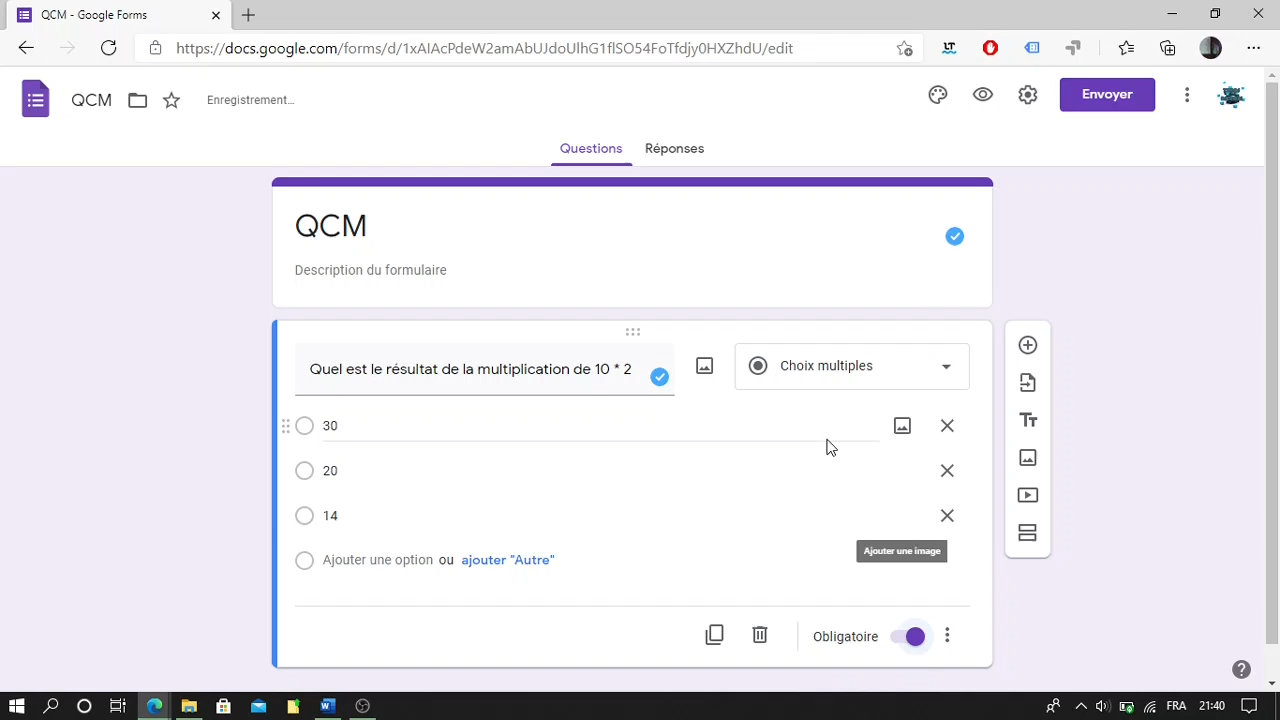 QCM - Google Forms
https://docs.google.com/forms/d/1xAIAcPdeW2amAbUJdoUlhG1flSO54FoTfdjy0HXZhdU/edit
QCM
Enregistrement...
Envoyer
Questions
Réponses
QCM
Description du formulaire
Quel est le résultat de la multiplication de 10 * 2
Choix multiples
30
20
14
Ajouter une image
Ajouter une option ou ajouter "Autre"
Obligatoire
FRA
21:40